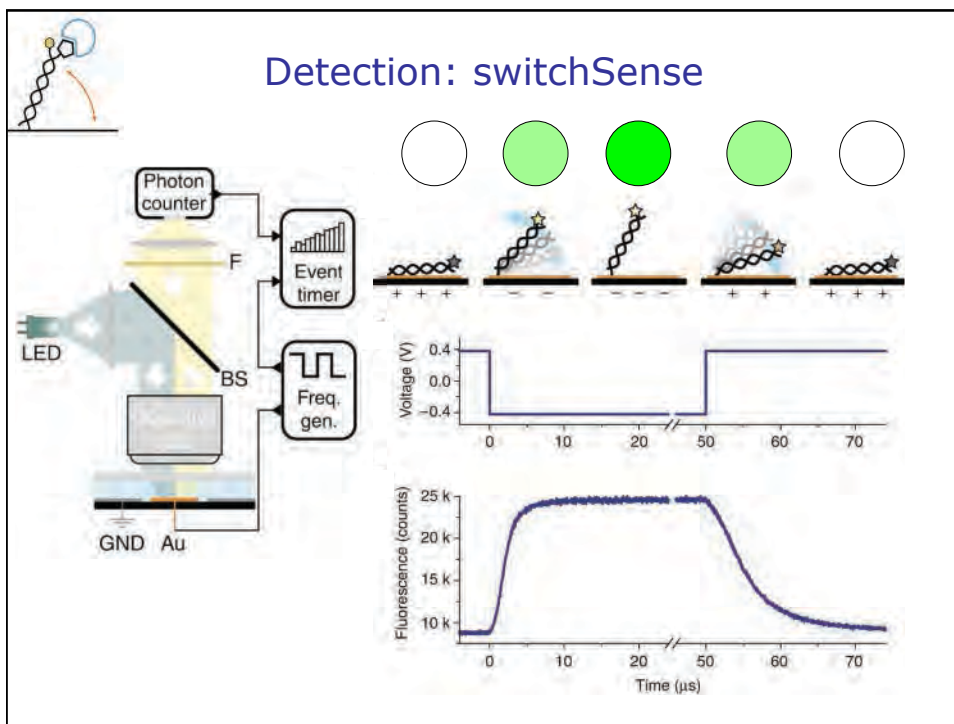 Detection: switchSense
Photon
counter
F
Event
timer
LED
BS
Freq.
gen.
GND Au
+ + +
− −
− − −
+ +
+ + +
Voltage (V)
0.4
0.0
−0.4
0 10 20 50 60 70
Fluorescence (counts)
25 k
20 k
15 k
10 k
0 10 20 50 60 70
Time (μs)